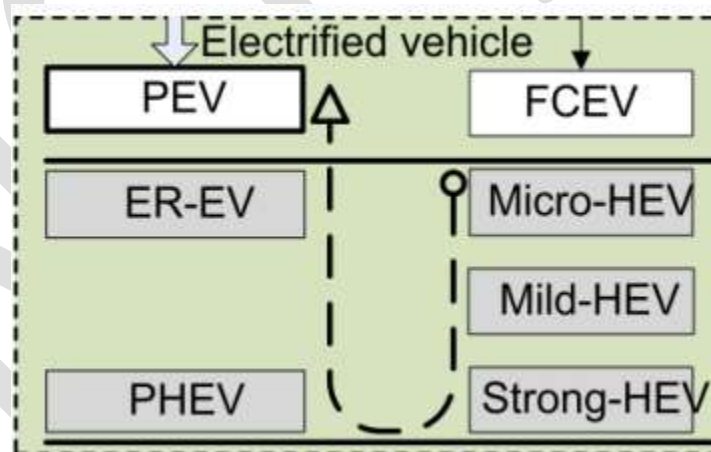 Electrified vehicle
PEV
FCEV
ER-EV
Micro-HEV
Mild-HEV
PHEV
Strong-HEV